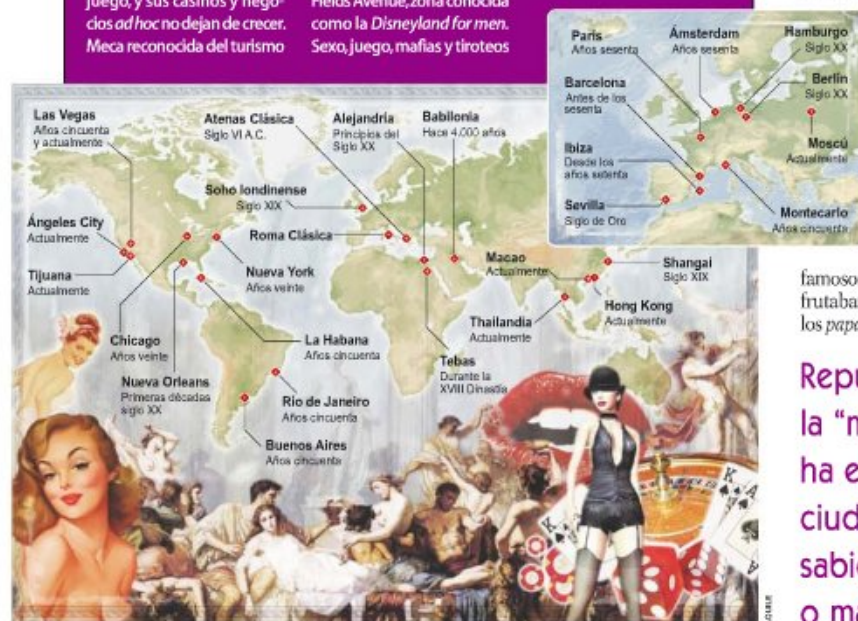 juego, y sus casinos y nego-
cios ad hoc no dejan de crecer.
Meca reconocida del turismo
Fields Avenue, zona conocida
como la Disneyland for men.
Sexo, juego, mafias y tiroteos
París
Años sesenta
Ámsterdam
Años sesenta
Hamburgo
Siglo XX
Berlín
Siglo XX
Barcelona
Antes de los
sesenta
Moscú
Actualmente
Ibiza
Desde los
años setenta
Sevilla
Siglo de Oro
Montecarlo
Años cincuenta
Las Vegas
Años cincuenta
y actualmente
Atenas Clásica
Siglo VI A.C.
Alejandría
Principios del
Siglo XX
Babilonia
Hace 4.000 años
Soho londinense
Siglo XIX
Ángeles City
Actualmente
Roma Clásica
Tijuana
Actualmente
Nueva York
Años veinte
Macao
Actualmente
Shangai
Siglo XIX
Hong Kong
Actualmente
Thailandia
Actualmente
Chicago
Años veinte
La Habana
Años cincuenta
Tebas
Durante la
XVIII Dinastía
Nueva Orleans
Primeras décadas
siglo XX
Río de Janeiro
Años cincuenta
Buenos Aires
Años cincuenta
K
K
A
A
famoso
frutaba
los pape
Repr
la “m
ha e
ciud
sabi
o ma